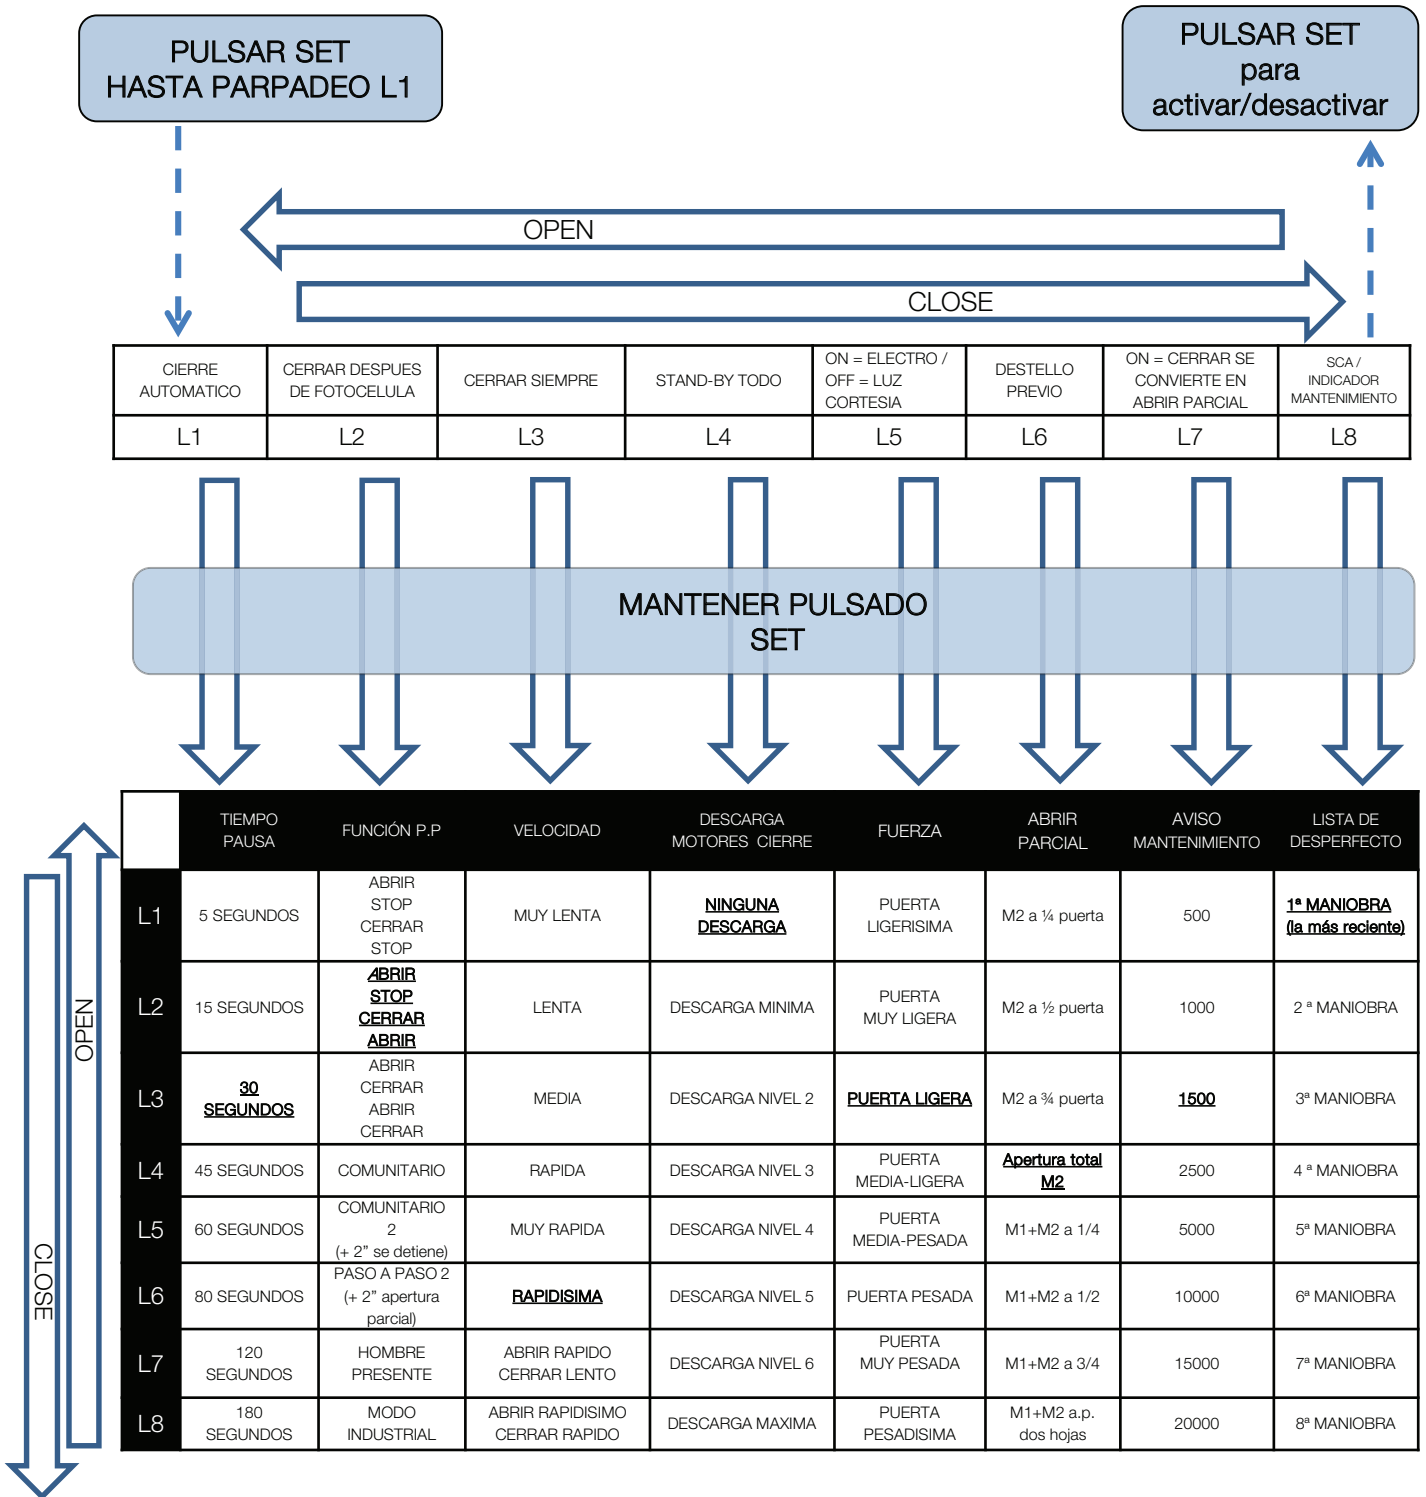 PULSAR SET
HASTA PARPADEO L1
PULSAR SET
para
activar/desactivar
OPEN
CLOSE
CIERRE
AUTOMATICO
CERRAR DESPUES
DE FOTOCELULA
CERRAR SIEMPRE
STAND-BY TODO
ON = ELECTRO /
OFF = LUZ
CORTESIA
DESTELLO
PREVIO
ON = CERRAR SE
CONVIERTE EN
ABRIR PARCIAL
SCA /
INDICADOR
MANTENIMIENTO
L1
L2
L3
L4
L5
L6
L7
L8
MANTENER PULSADO
SET
TIEMPO
PAUSA
FUNCIÓN P.P
VELOCIDAD
DESCARGA
MOTORES CIERRE
FUERZA
ABRIR
PARCIAL
AVISO
MANTENIMIENTO
LISTA DE
DESPERFECTO
L1
5 SEGUNDOS
ABRIR
STOP
CERRAR
STOP
MUY LENTA
NINGUNA
DESCARGA
PUERTA
LIGERISIMA
M2 a ¼ puerta
500
1ª MANIOBRA
(la más reciente)
L2
15 SEGUNDOS
ABRIR
STOP
CERRAR
ABRIR
LENTA
DESCARGA MINIMA
PUERTA
MUY LIGERA
M2 a ½ puerta
1000
2 ª MANIOBRA
L3
30
SEGUNDOS
ABRIR
CERRAR
ABRIR
CERRAR
MEDIA
DESCARGA NIVEL 2
PUERTA LIGERA
M2 a ¾ puerta
1500
3ª MANIOBRA
L4
45 SEGUNDOS
COMUNITARIO
RAPIDA
DESCARGA NIVEL 3
PUERTA
MEDIA-LIGERA
Apertura total
M2
2500
4 ª MANIOBRA
L5
60 SEGUNDOS
COMUNITARIO
2
(+ 2” se detiene)
MUY RAPIDA
DESCARGA NIVEL 4
PUERTA
MEDIA-PESADA
M1+M2 a 1/4
5000
5ª MANIOBRA
L6
80 SEGUNDOS
PASO A PASO 2
(+ 2” apertura
parcial)
RAPIDISIMA
DESCARGA NIVEL 5
PUERTA PESADA
M1+M2 a 1/2
10000
6ª MANIOBRA
L7
120
SEGUNDOS
HOMBRE
PRESENTE
ABRIR RAPIDO
CERRAR LENTO
DESCARGA NIVEL 6
PUERTA
MUY PESADA
M1+M2 a 3/4
15000
7ª MANIOBRA
L8
180
SEGUNDOS
MODO
INDUSTRIAL
ABRIR RAPIDISIMO
CERRAR RAPIDO
DESCARGA MAXIMA
PUERTA
PESADISIMA
M1+M2 a.p.
dos hojas
20000
8ª MANIOBRA
OPEN
CLOSE